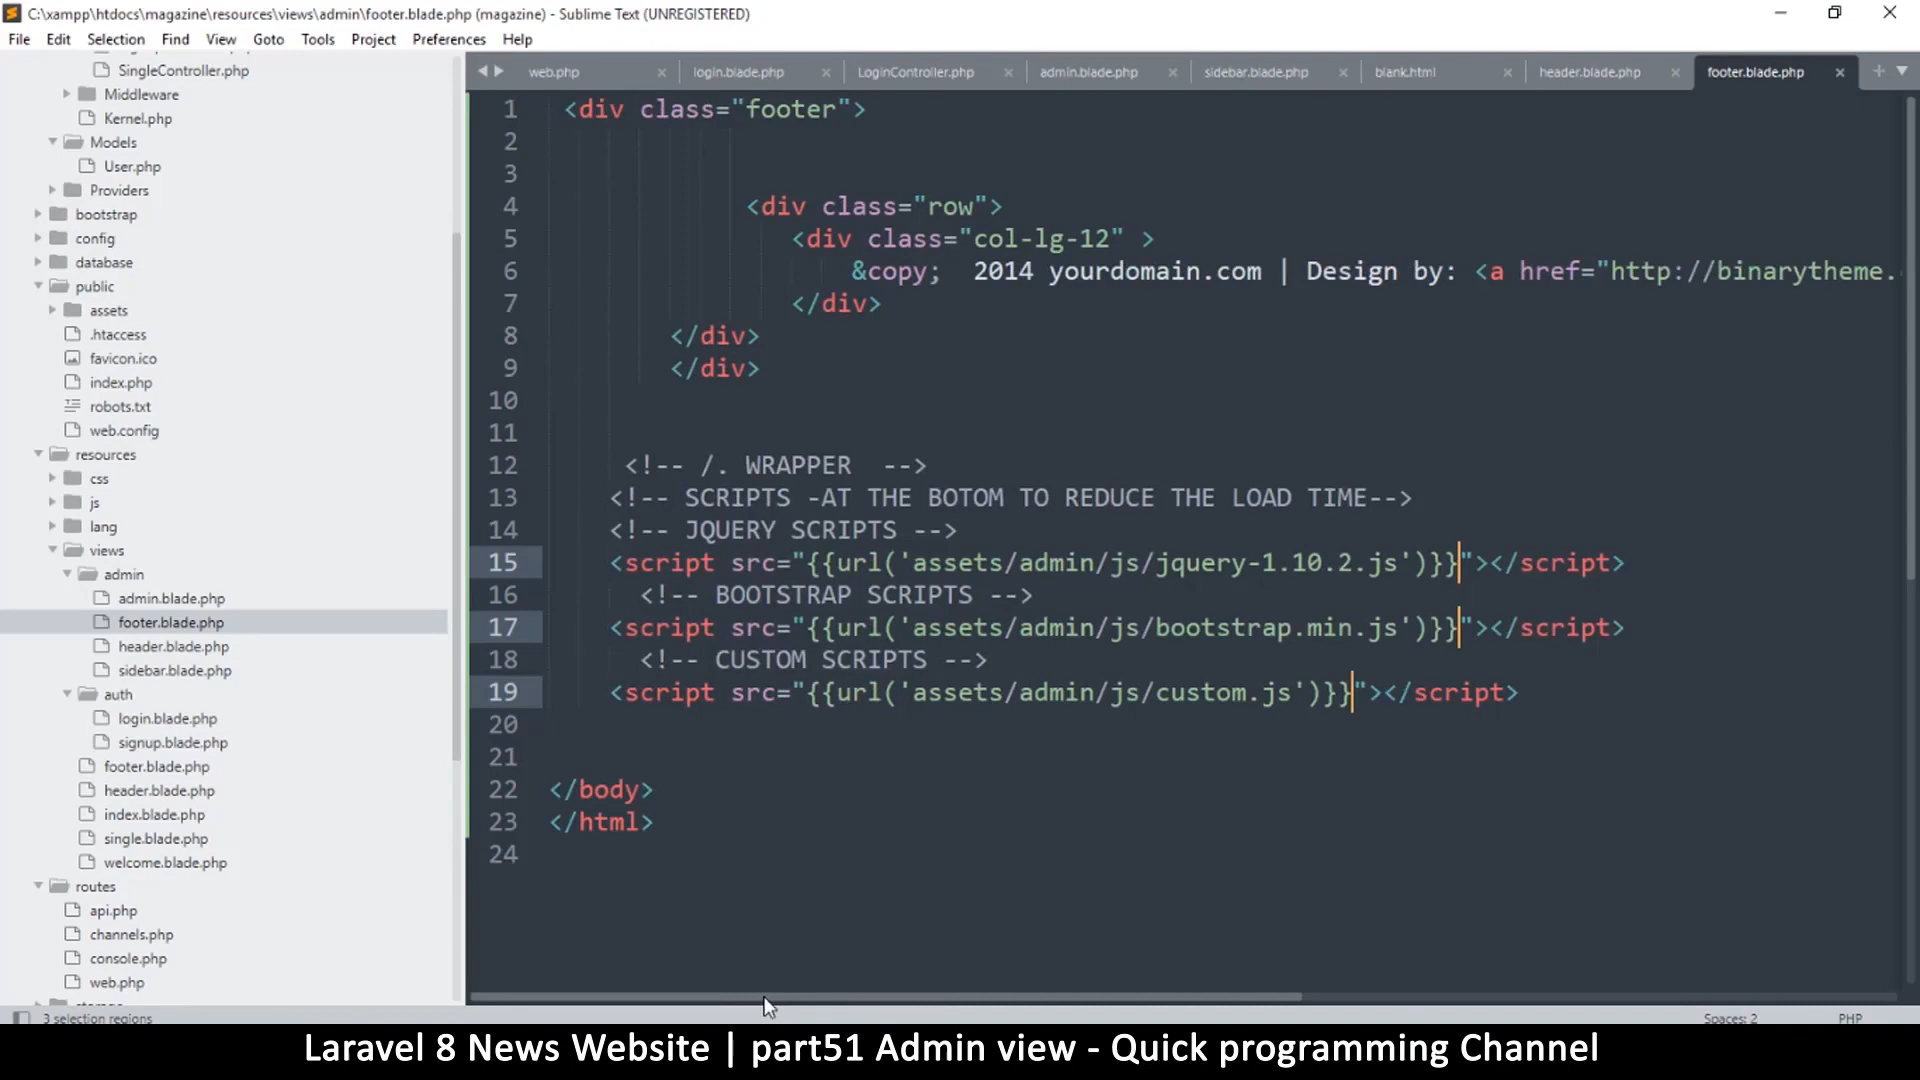 C:\xampp\htdocs\magazine\resources\views\admin\footer.blade.php (magazine) - Sublime Text (UNREGISTERED)
File Edit Selection Find View Goto Tools Project Preferences Help
SingleController.php
Middleware
Kernel.php
Models
User.php
Providers
bootstrap
config
database
public
assets
.htaccess
favicon.ico
index.php
robots.txt
web.config
resources
css
js
lang
views
admin
admin.blade.php
footer.blade.php
header.blade.php
sidebar.blade.php
auth
login.blade.php
signup.blade.php
footer.blade.php
header.blade.php
index.blade.php
single.blade.php
welcome.blade.php
routes
api.php
channels.php
console.php
web.php
web.php login.blade.php LoginController.php admin.blade.php sidebar.blade.php blank.html header.blade.php footer.blade.php
1 <div class="footer">
2
3
4 <div class="row">
5 <div class="col-lg-12" >
6 &copy;  2014 yourdomain.com | Design by: <a href="http://binarytheme.
7 </div>
8 </div>
9 </div>
10
11
12 <!-- /. WRAPPER  -->
13 <!-- SCRIPTS -AT THE BOTOM TO REDUCE THE LOAD TIME-->
14 <!-- JQUERY SCRIPTS -->
15 <script src="{{url('assets/admin/js/jquery-1.10.2.js')}}"></script>
16 <!-- BOOTSTRAP SCRIPTS -->
17 <script src="{{url('assets/admin/js/bootstrap.min.js')}}"></script>
18 <!-- CUSTOM SCRIPTS -->
19 <script src="{{url('assets/admin/js/custom.js')}}"></script>
20
21
22 </body>
23 </html>
24
3 selection regions Spaces: 2 PHP
Laravel 8 News Website | part51 Admin view - Quick programming Channel